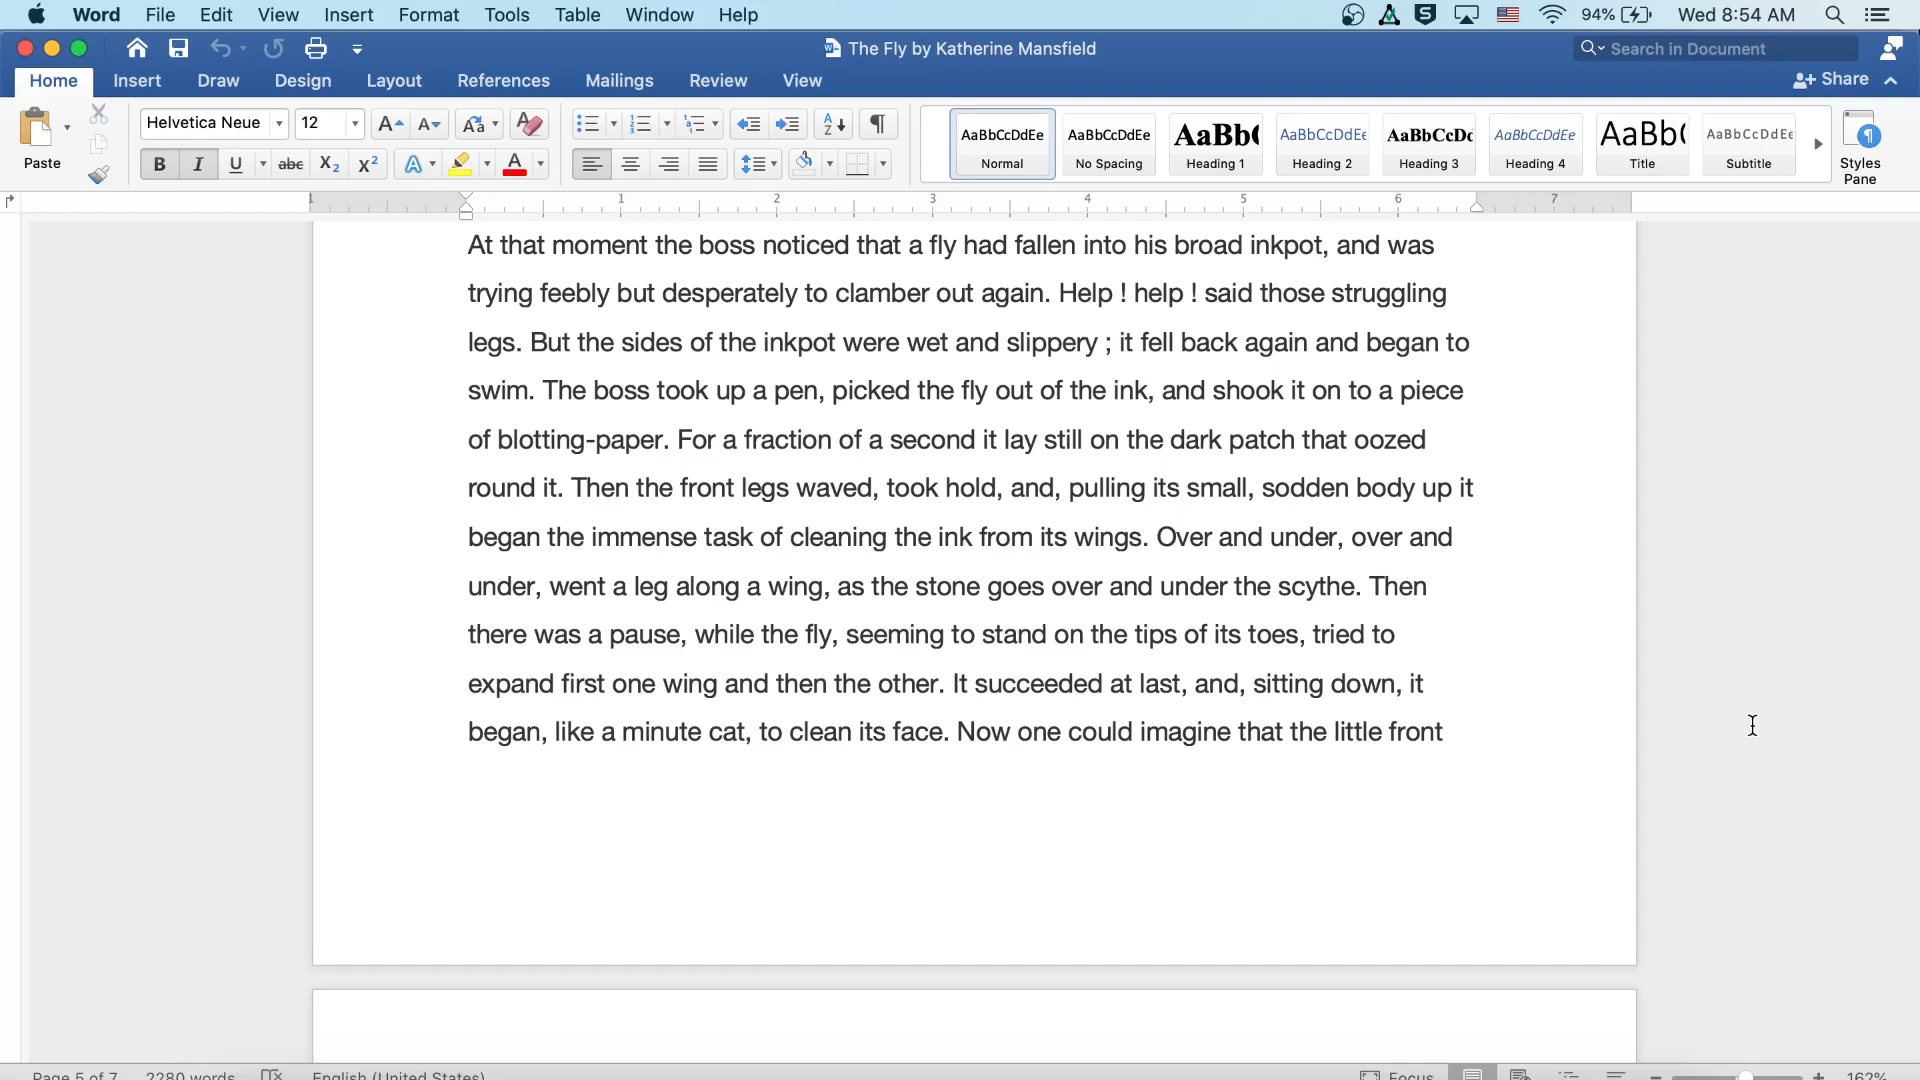 Word File Edit View Insert Format Tools Table Window Help 94% Wed 8:54 AM
The Fly by Katherine Mansfield Search in Document
Home Insert Draw Design Layout References Mailings Review View Share
Helvetica Neue 12 AaBbCcDdEe AaBbCcDdEe AaBb( AaBbCcDdEe AaBbCcDc AaBbCcDdEe AaBb( AaBbCcDdEe
Paste B I U abc X2 X2 A A Normal No Spacing Heading 1 Heading 2 Heading 3 Heading 4 Title Subtitle Styles
Pane
1 1 2 3 4 5 6 7
At that moment the boss noticed that a fly had fallen into his broad inkpot, and was
trying feebly but desperately to clamber out again. Help ! help ! said those struggling
legs. But the sides of the inkpot were wet and slippery ; it fell back again and began to
swim. The boss took up a pen, picked the fly out of the ink, and shook it on to a piece
of blotting-paper. For a fraction of a second it lay still on the dark patch that oozed
round it. Then the front legs waved, took hold, and, pulling its small, sodden body up it
began the immense task of cleaning the ink from its wings. Over and under, over and
under, went a leg along a wing, as the stone goes over and under the scythe. Then
there was a pause, while the fly, seeming to stand on the tips of its toes, tried to
expand first one wing and then the other. It succeeded at last, and, sitting down, it
began, like a minute cat, to clean its face. Now one could imagine that the little front
Page 5 of 7 2280 words English (United States) Focus 162%